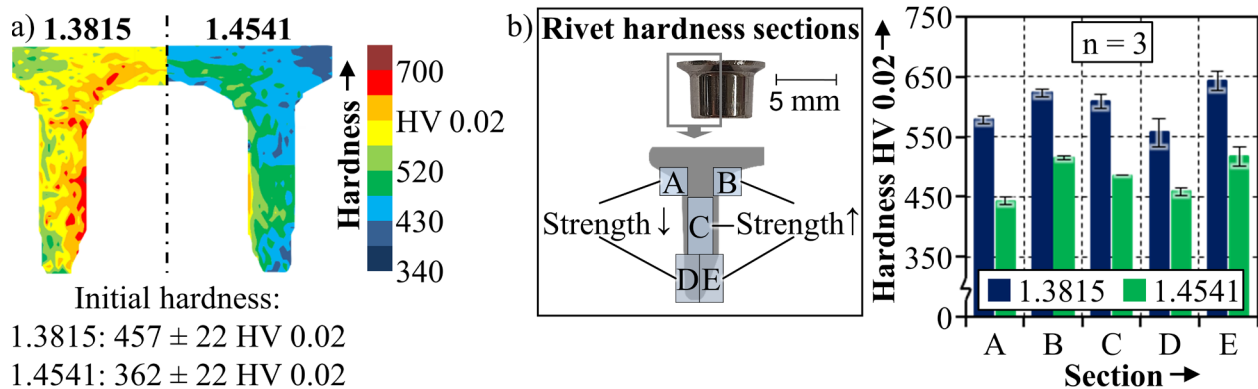 a)
1.3815 1.4541
Hardness →
700
HV 0.02
520
430
340
Initial hardness:
1.3815: 457 ± 22 HV 0.02
1.4541: 362 ± 22 HV 0.02
b)
Rivet hardness sections
5 mm
A B
Strength ↓ C Strength ↑
D E
Hardness HV 0.02 →
750
650
550
450
350
0
n = 3
1.3815 1.4541
A B C D E
Section →